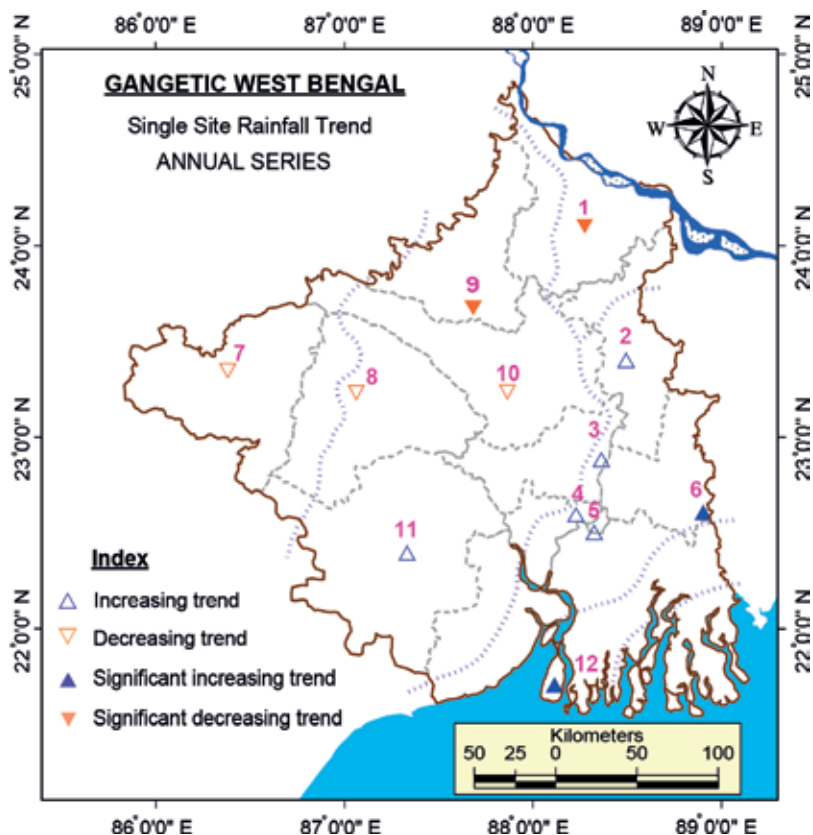 86°0'0" E 87°0'0" E 88°0'0" E 89°0'0" E
25°0'0" N 25°0'0" N
GANGETIC WEST BENGAL
Single Site Rainfall Trend
ANNUAL SERIES
N
W E
S
1
24°0'0" N 24°0'0" N
9
2
7
8
10
3
23°0'0" N 23°0'0" N
4
5
6
11
Index
Increasing trend
Decreasing trend
Significant increasing trend
Significant decreasing trend
22°0'0" N 22°0'0" N
12
Kilometers
50 25 0 50 100
86°0'0" E 87°0'0" E 88°0'0" E 89°0'0" E